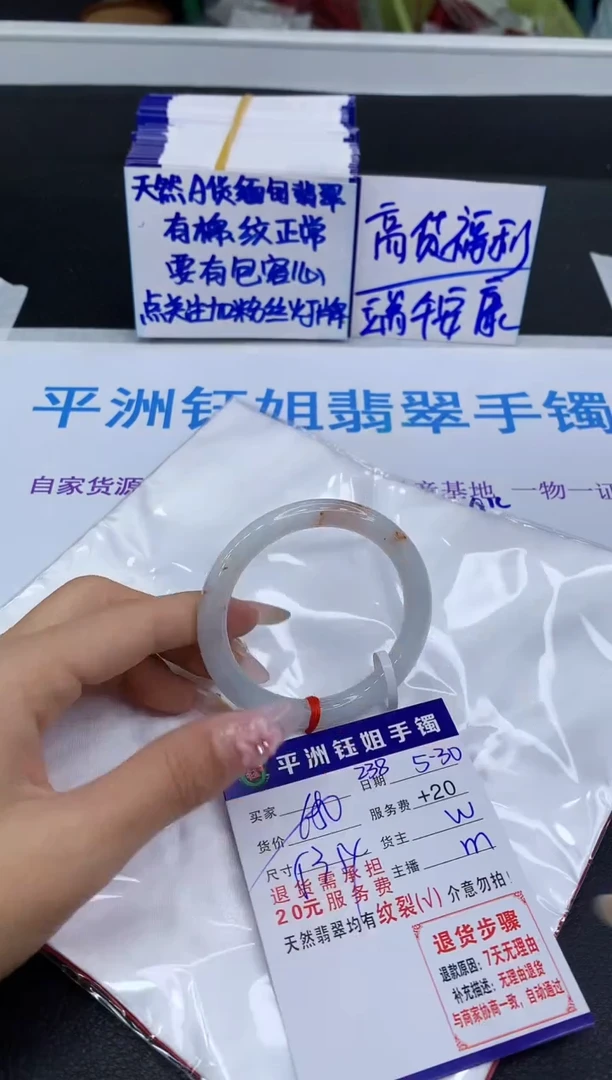 天然A货缅甸翡翠
有棉.纹正常
要有包容心
点关注加粉丝灯牌
高货福利
端午安康
平洲钰姐翡翠手镯
自家货源
基地 一物一证
平洲钰姐手镯
238
日期 5-30
买家
服务费 +20
货价
货主 W
尺寸
主播 m
退货需承担
20元服务费
天然翡翠均有纹裂(√)介意勿拍！
退货步骤
退款原因：7天无理由
补充描述：无理由退货
与商家协商一致，自动通过